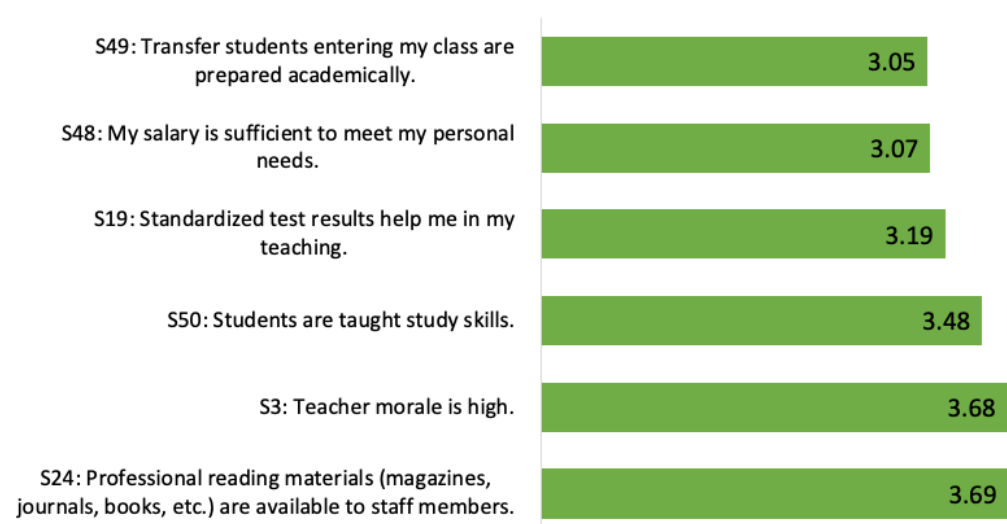 S49: Transfer students entering my class are
prepared academically.
3.05
S48: My salary is sufficient to meet my personal
needs.
3.07
S19: Standardized test results help me in my
teaching.
3.19
S50: Students are taught study skills.
3.48
S3: Teacher morale is high.
3.68
S24: Professional reading materials (magazines,
journals, books, etc.) are available to staff members.
3.69